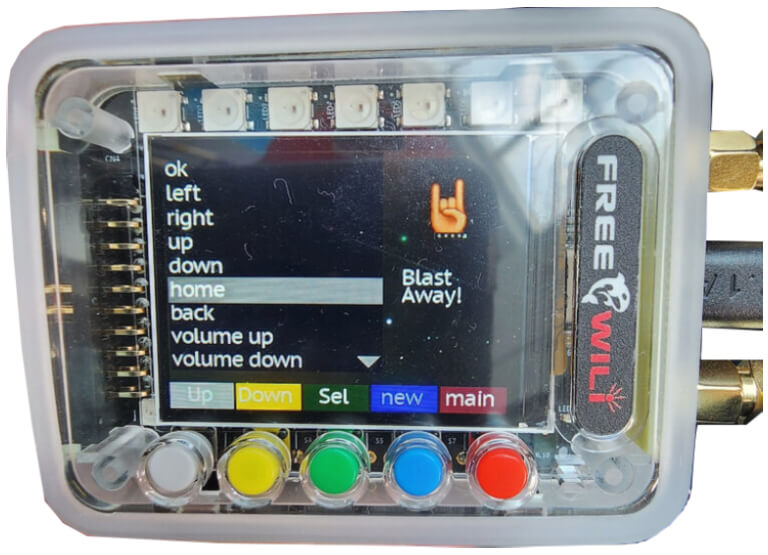 ok
left
right
up
down
home
back
volume up
volume down
Blast
Away!
Up Down Sel new main
FREE WILi